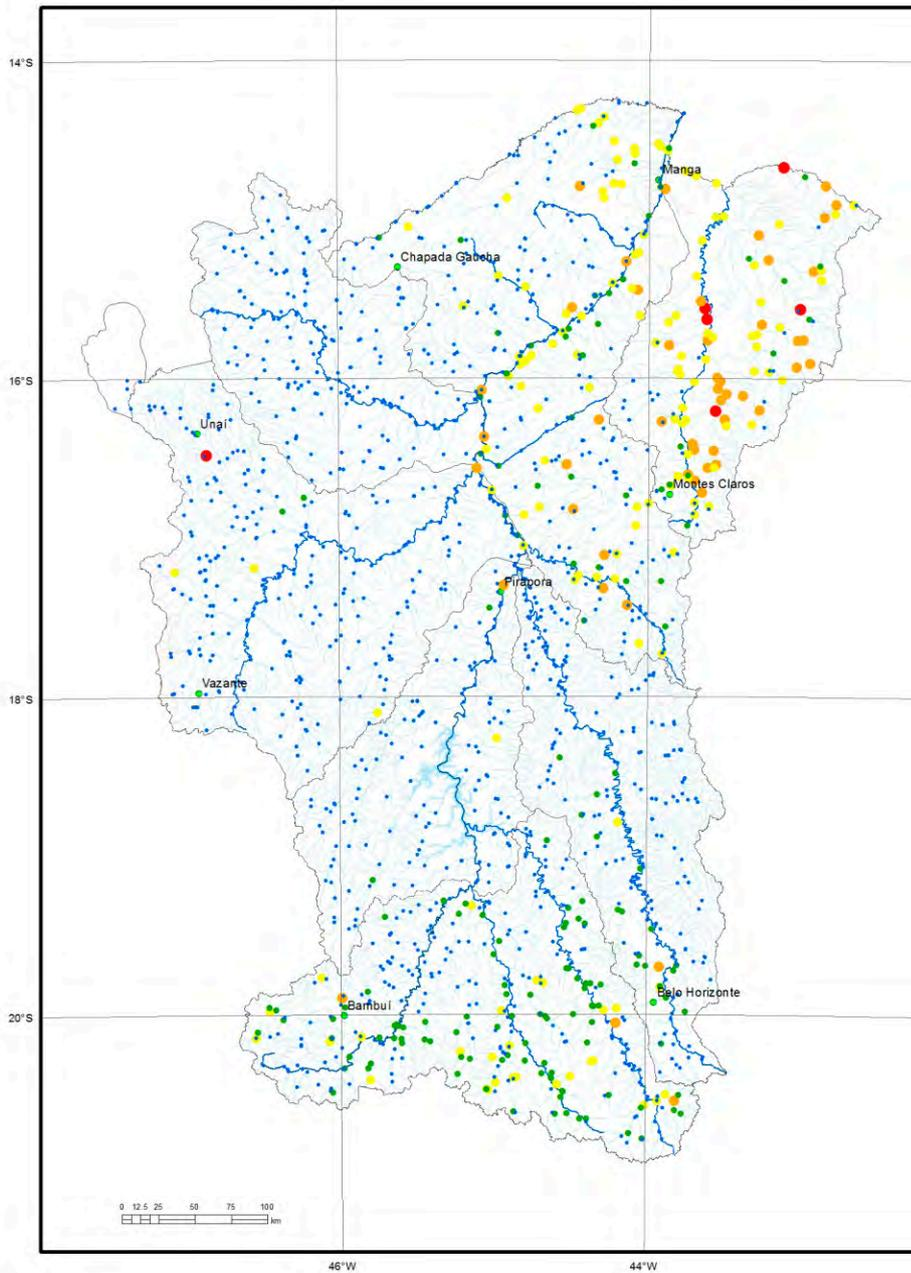 14°S
Manga
Chapada Gaúcha
16°S
Unaí
Montes Claros
Pirapora
Vazante
18°S
Belo Horizonte
Bambuí
20°S
0 12.5 25 50 75 100
km
46°W 44°W